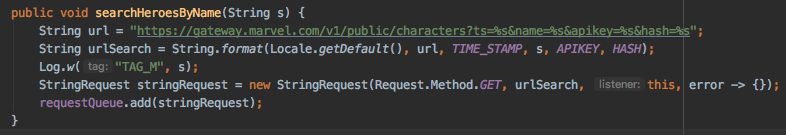 public void searchHeroesByName(String s) {
String url = "https://gateway.marvel.com/v1/public/characters?ts=%s&name=%s&apikey=%s&hash=%s";
String urlSearch = String.format(Locale.getDefault(), url, TIME_STAMP, s, APIKEY, HASH);
Log.w( tag: "TAG_M", s);
StringRequest stringRequest = new StringRequest(Request.Method.GET, urlSearch, listener: this, error -> {});
requestQueue.add(stringRequest);
}